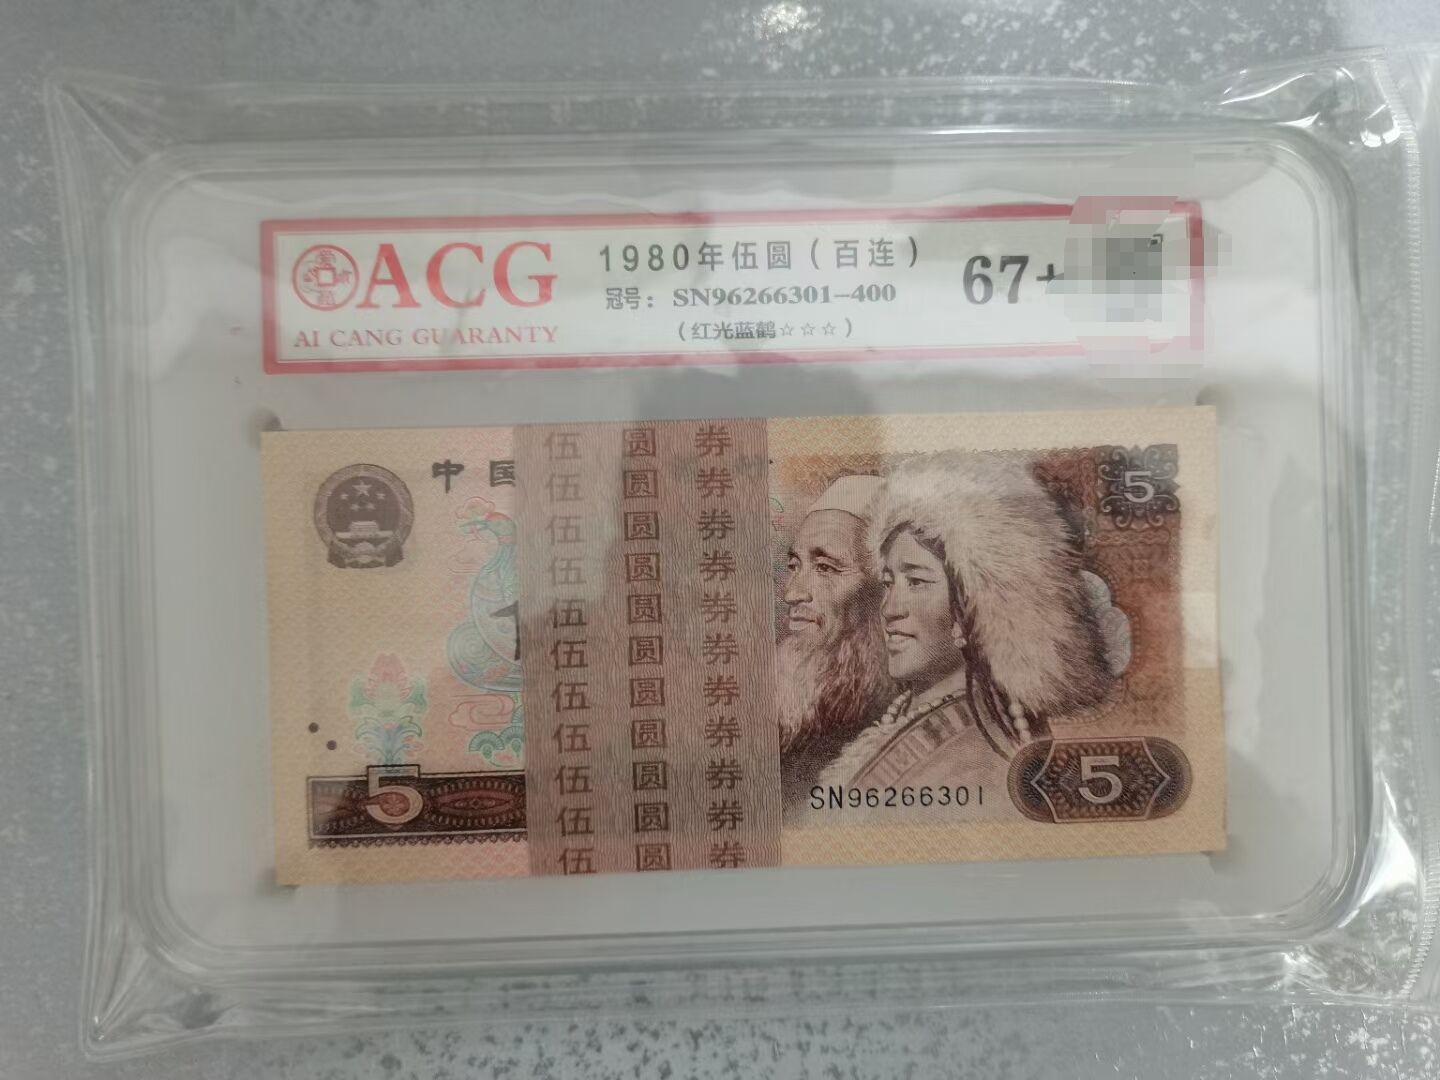 ACG
AI CANG GUARANTY
1980年伍圆（百连）
冠号：SN96266301-400
（红光蓝鹤☆☆☆）
67+
中国
5
伍 圆 券
伍 圆 券
伍 圆 券
伍 圆 券
伍 圆 券
伍 圆 券
伍 圆 券
伍 圆 券
伍 圆 券
伍 圆 券
伍 圆 券
5
SN96266301
5